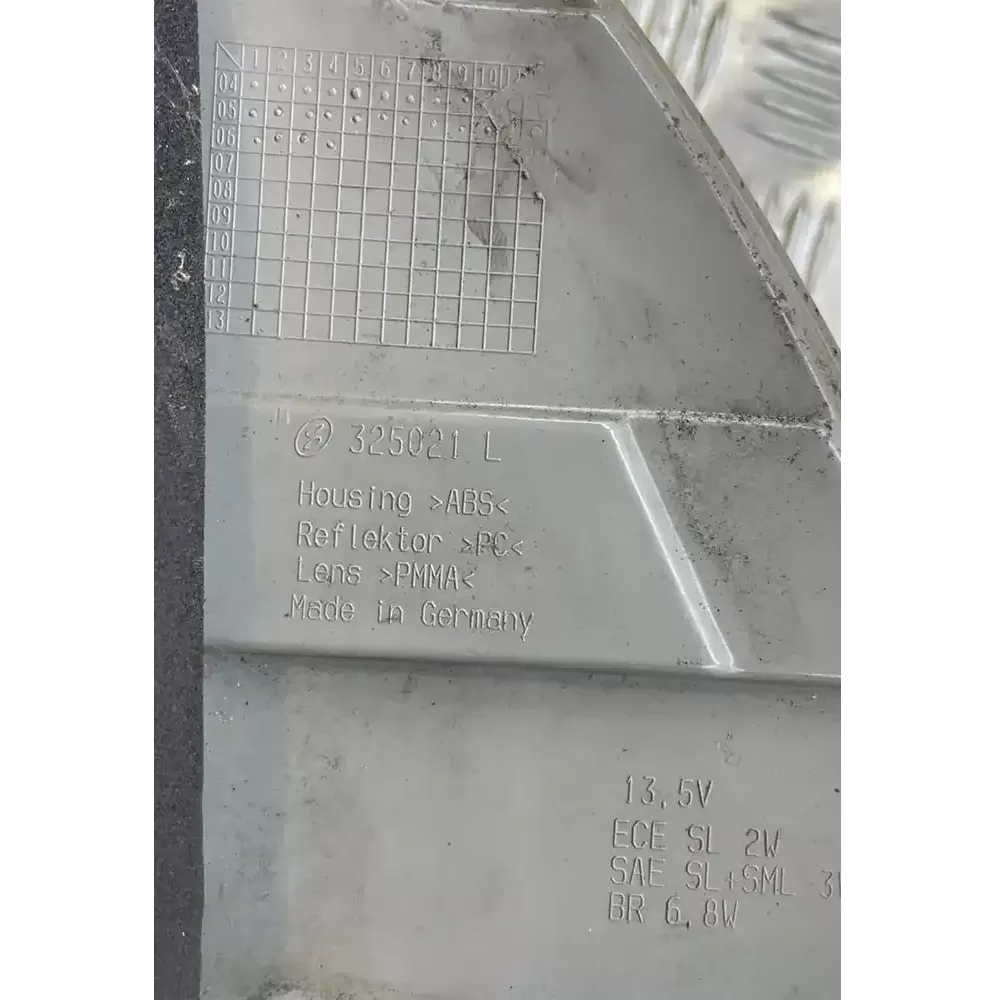 1 2 3 4 5 6 7 8 9 10
04
05
06
07
08
09
10
11
12
13
325021 L
Housing >ABS<
Reflektor >PC<
Lens >PMMA<
Made in Germany
13,5V
ECE SL 2W
SAE SL+SML 3
BR 6,8W